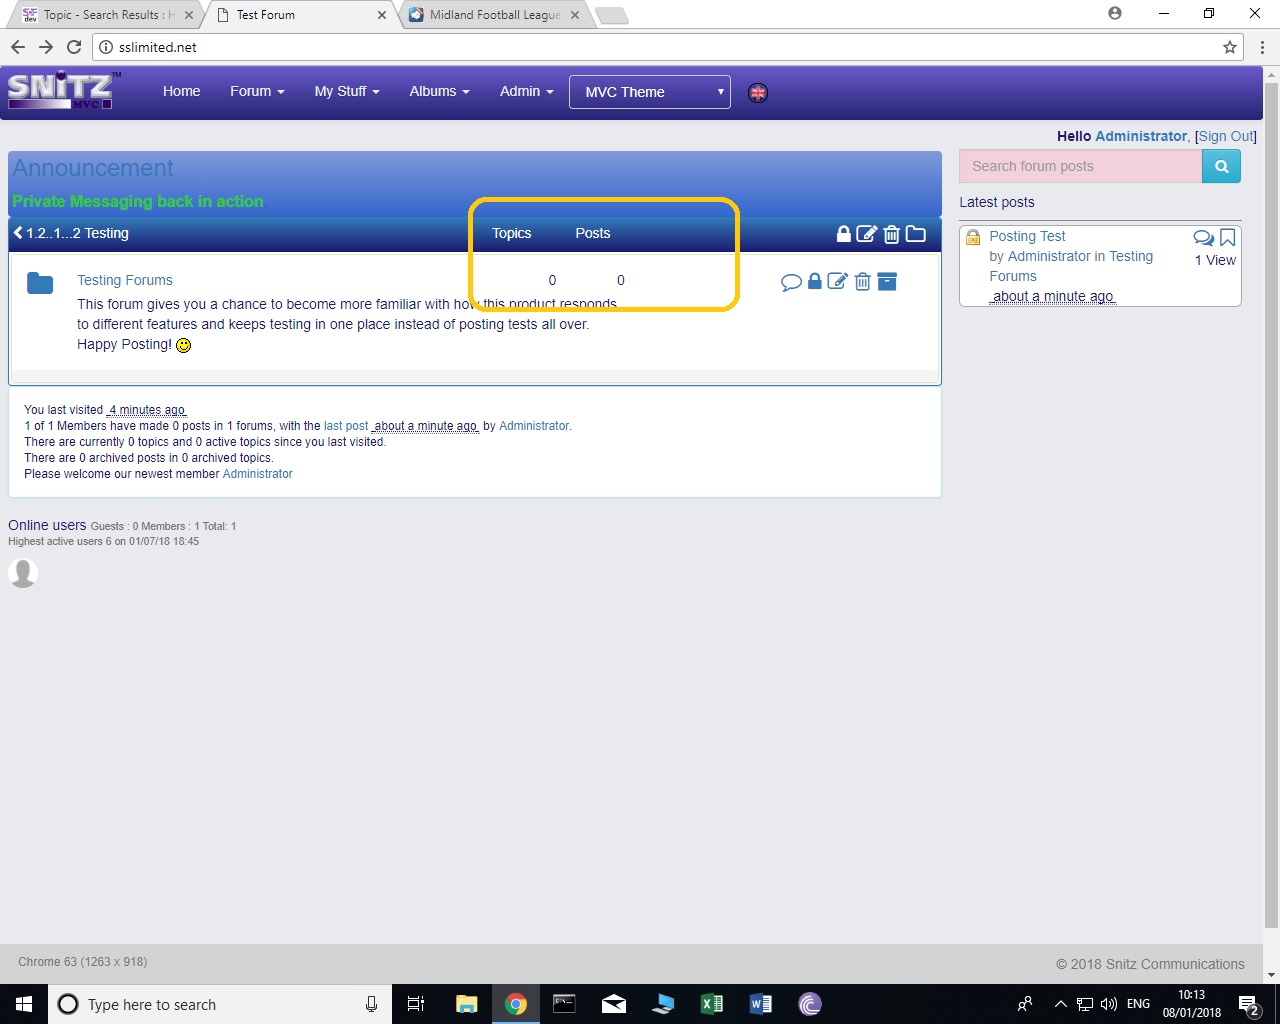 Topic - Search Results : H
Test Forum
Midland Football League
sslimited.net
SNiTZ™
MVC
Home
Forum
My Stuff
Albums
Admin
MVC Theme
Hello Administrator, [Sign Out]
Announcement
Search forum posts
Private Messaging back in action.
Latest posts
1.2..1...2 Testing
Topics
Posts
Posting Test
by Administrator in Testing
Forums
1 View
about a minute ago
Testing Forums
0
0
This forum gives you a chance to become more familiar with how this product responds
to different features and keeps testing in one place instead of posting tests all over.
Happy Posting!
You last visited 4 minutes ago
1 of 1 Members have made 0 posts in 1 forums, with the last post about a minute ago by Administrator.
There are currently 0 topics and 0 active topics since you last visited.
There are 0 archived posts in 0 archived topics.
Please welcome our newest member Administrator
Online users Guests : 0 Members : 1 Total: 1
Highest active users 6 on 01/07/18 18:45
Chrome 63 (1263 x 918)
© 2018 Snitz Communications
Type here to search
ENG
10:13
08/01/2018
2